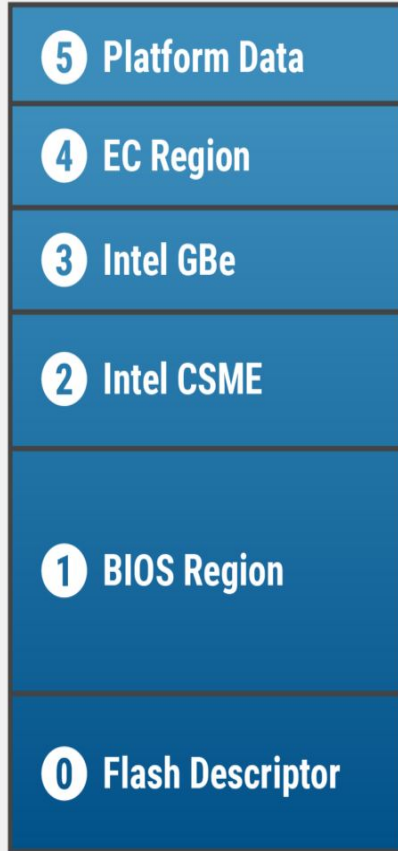 5 Platform Data
4 EC Region
3 Intel GBe
2 Intel CSME
1 BIOS Region
0 Flash Descriptor